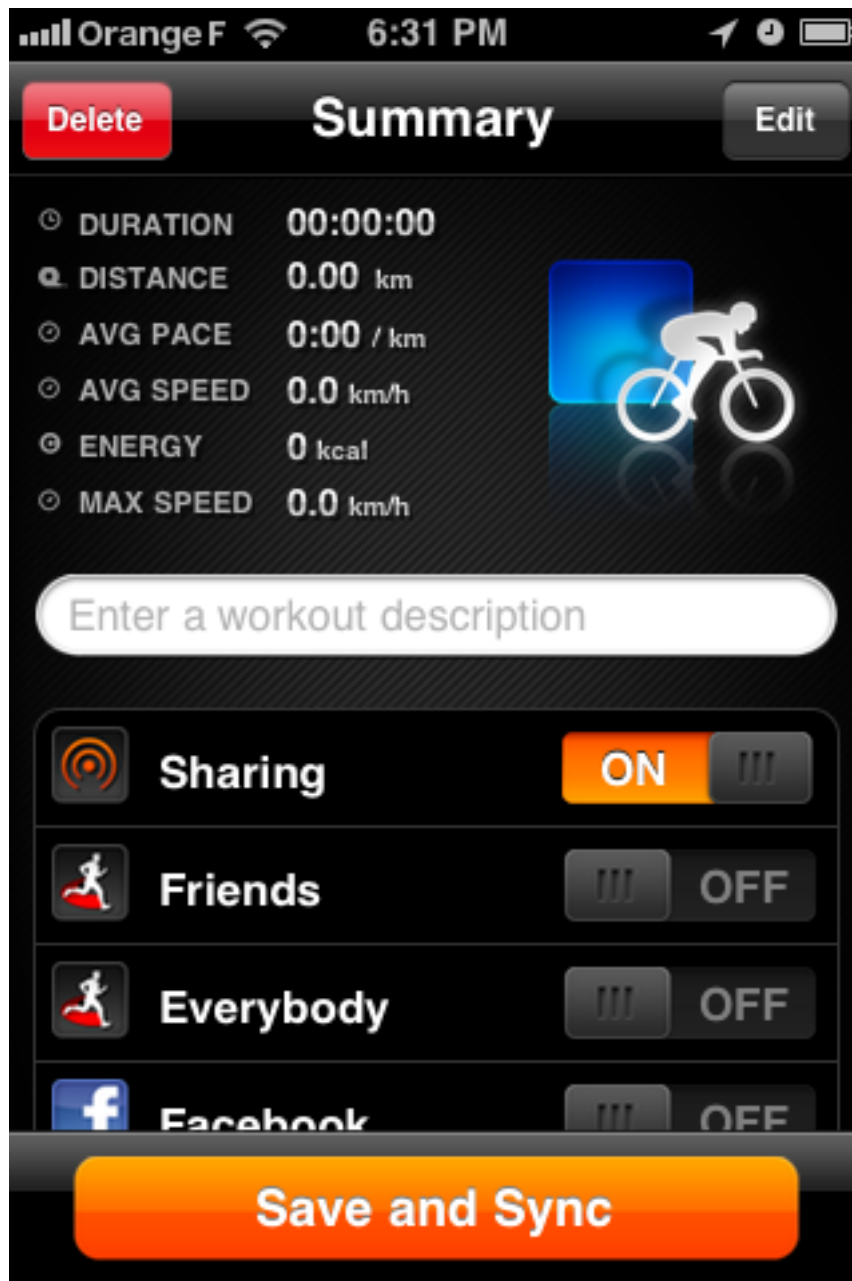 Orange F 6:31 PM
Delete Summary Edit
DURATION 00:00:00
DISTANCE 0.00 km
AVG PACE 0:00 / km
AVG SPEED 0.0 km/h
ENERGY 0 kcal
MAX SPEED 0.0 km/h
Enter a workout description
Sharing ON
Friends OFF
Everybody OFF
Facebook OFF
Save and Sync